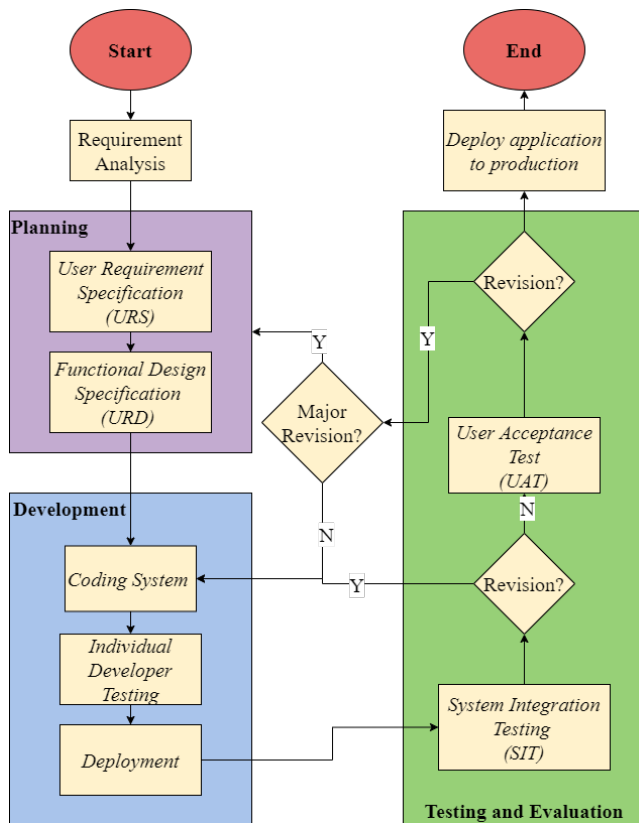 Start
Requirement
Analysis
Planning
User Requirement
Specification
(URS)
Functional Design
Specification
(URD)
Development
Coding System
Individual
Developer
Testing
Deployment
Y
Major
Revision?
N
Y
End
Deploy application
to production
Revision?
Y
User Acceptance
Test
(UAT)
N
Revision?
System Integration
Testing
(SIT)
Testing and Evaluation